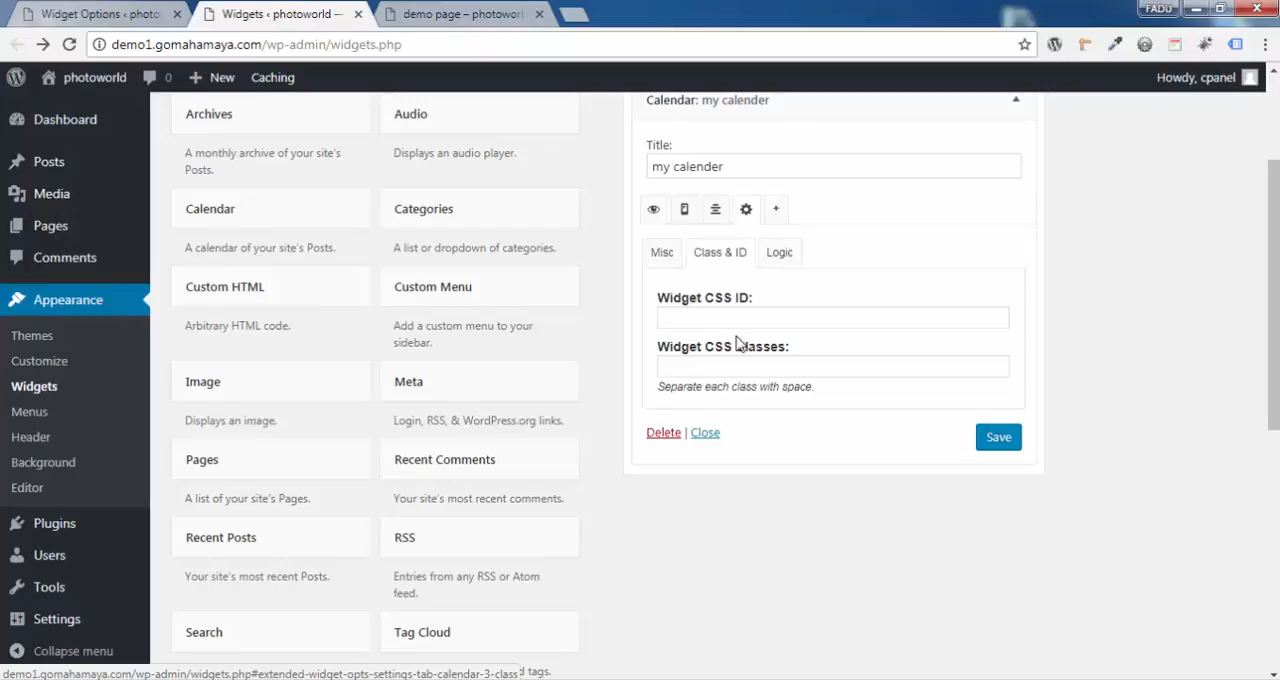 Widget Options ‹ photo
Widgets ‹ photoworld —
demo page – photoworl
FADU
demo1.gomahamaya.com/wp-admin/widgets.php
photoworld
0
New
Caching
Howdy, cpanel
Dashboard
Posts
Media
Pages
Comments
Appearance
Themes
Customize
Widgets
Menus
Header
Background
Editor
Plugins
Users
Tools
Settings
Collapse menu
Archives
A monthly archive of your site's
Posts.
Audio
Displays an audio player.
Calendar
A calendar of your site's Posts.
Categories
A list or dropdown of categories.
Custom HTML
Arbitrary HTML code.
Custom Menu
Add a custom menu to your
sidebar.
Image
Displays an image.
Meta
Login, RSS, & WordPress.org links.
Pages
A list of your site's Pages.
Recent Comments
Your site's most recent comments.
Recent Posts
Your site's most recent Posts.
RSS
Entries from any RSS or Atom
feed.
Search
Tag Cloud
d tags.
Calendar: my calender
Title:
my calender
+
Misc
Class & ID
Logic
Widget CSS ID:
Widget CSS Classes:
Separate each class with space.
Delete | Close
Save
demo1.gomahamaya.com/wp-admin/widgets.php#extended-widget-opts-settings-tab-calendar-3-class